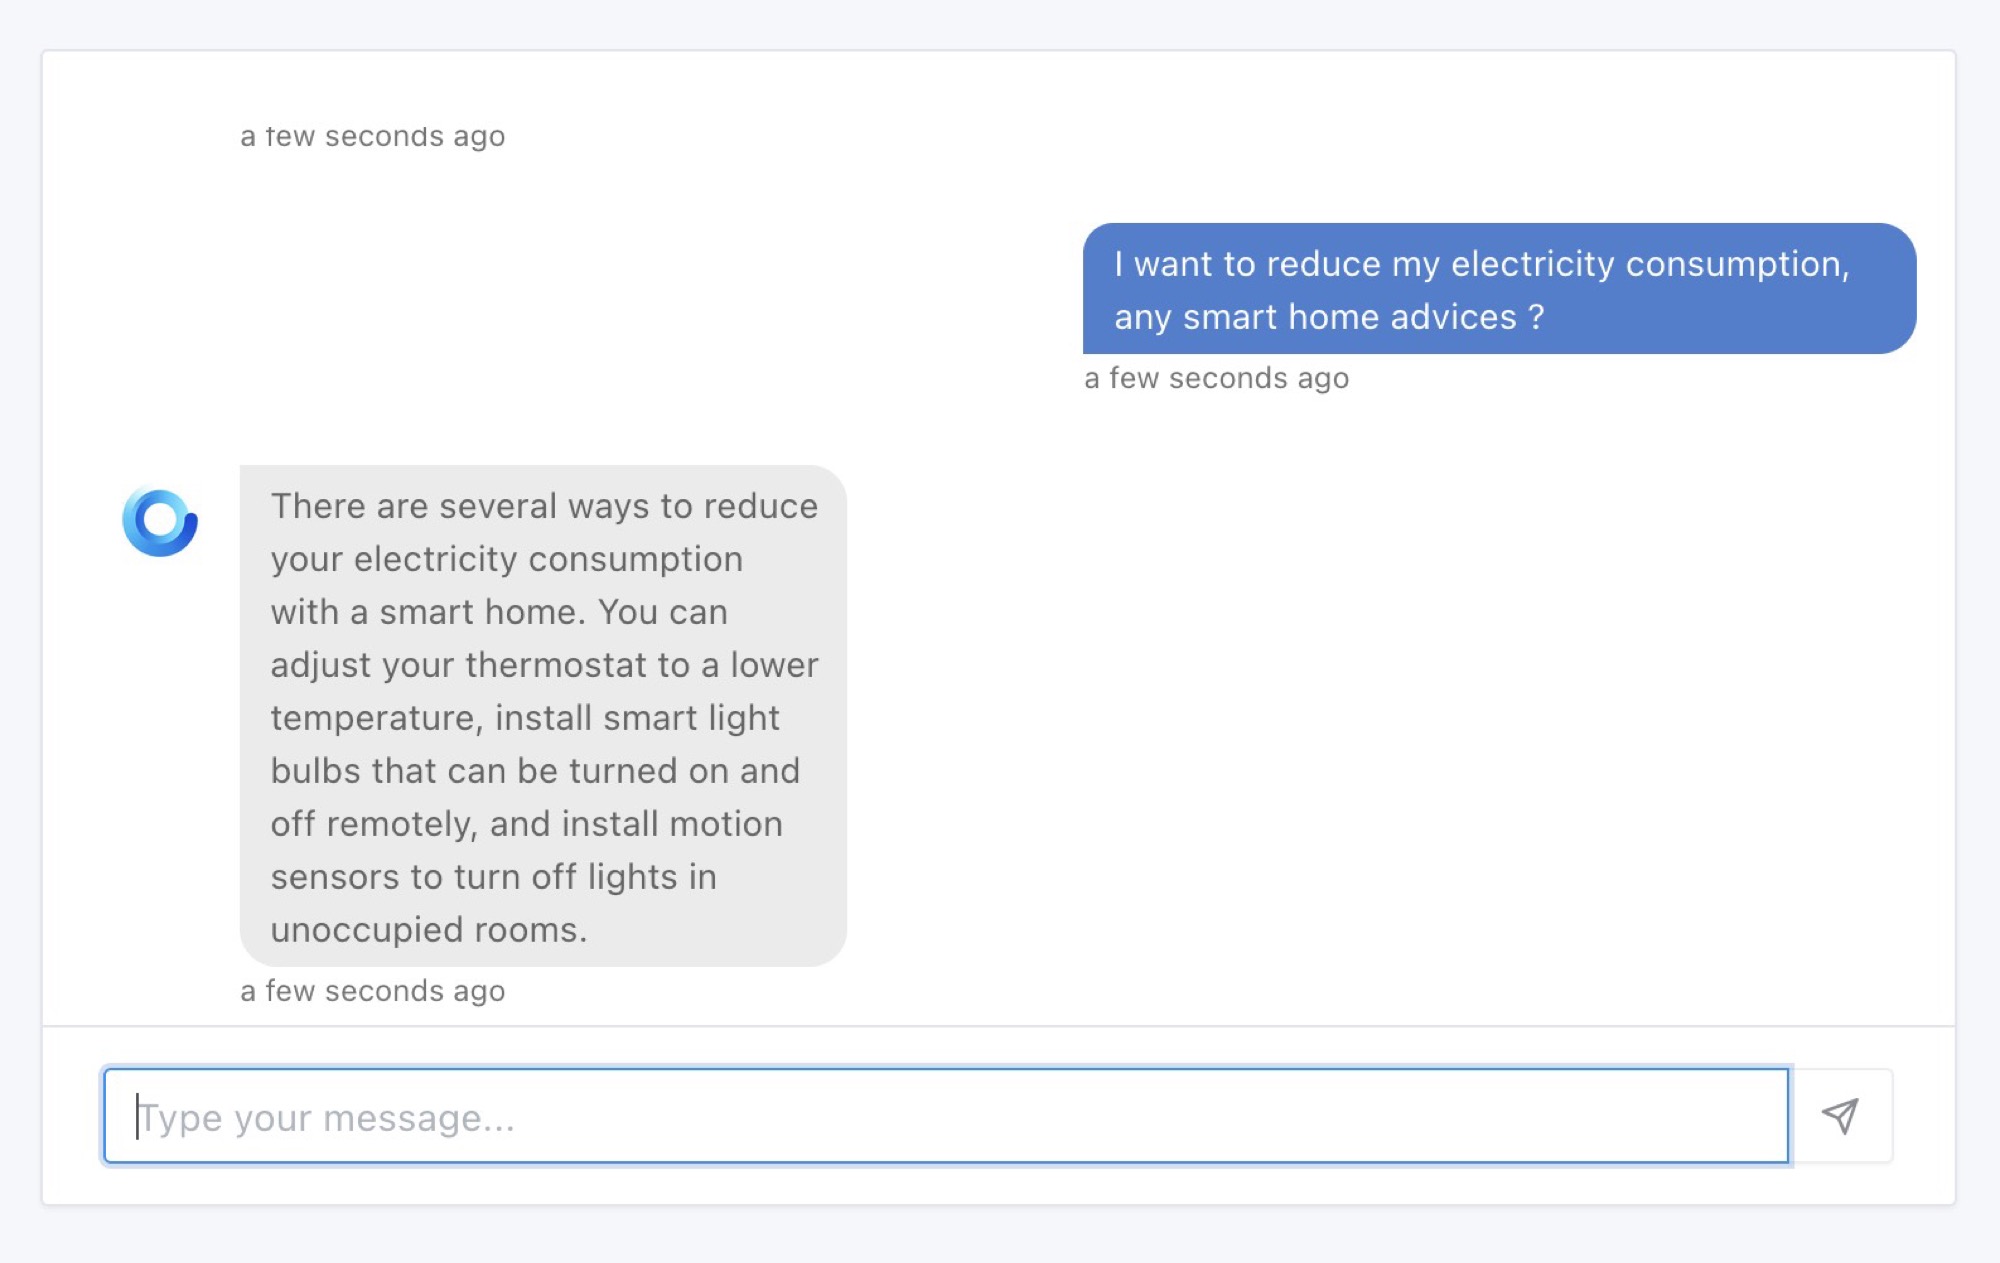 a few seconds ago
I want to reduce my electricity consumption,
any smart home advices ?
a few seconds ago
There are several ways to reduce
your electricity consumption
with a smart home. You can
adjust your thermostat to a lower
temperature, install smart light
bulbs that can be turned on and
off remotely, and install motion
sensors to turn off lights in
unoccupied rooms.
a few seconds ago
Type your message...